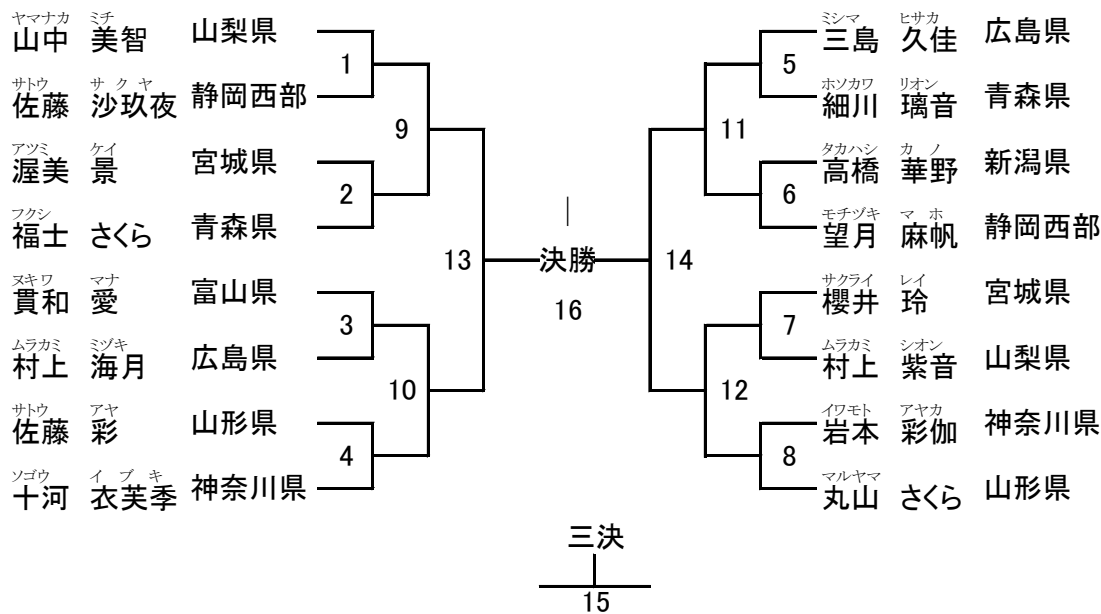 ヤマナカ ミチ
山中 美智 山梨県
1
サトウ サクヤ
佐藤 沙玖夜 静岡西部
9
アツミ ケイ
渥美 景 宮城県
2
フクシ
福士 さくら 青森県
13
ヌキワ マナ
貫和 愛 富山県
3
ムラカミ ミヅキ
村上 海月 広島県
10
サトウ アヤ
佐藤 彩 山形県
4
ソゴウ イブキ
十河 衣芙季 神奈川県
決勝
16
ミシマ ヒサカ
三島 久佳 広島県
5
ホソカワ リオン
細川 璃音 青森県
11
タカハシ カノ
高橋 華野 新潟県
6
モチヅキ マホ
望月 麻帆 静岡西部
14
サクライ レイ
櫻井 玲 宮城県
7
ムラカミ シオン
村上 紫音 山梨県
12
イワモト アヤカ
岩本 彩伽 神奈川県
8
マルヤマ
丸山 さくら 山形県
三決
15